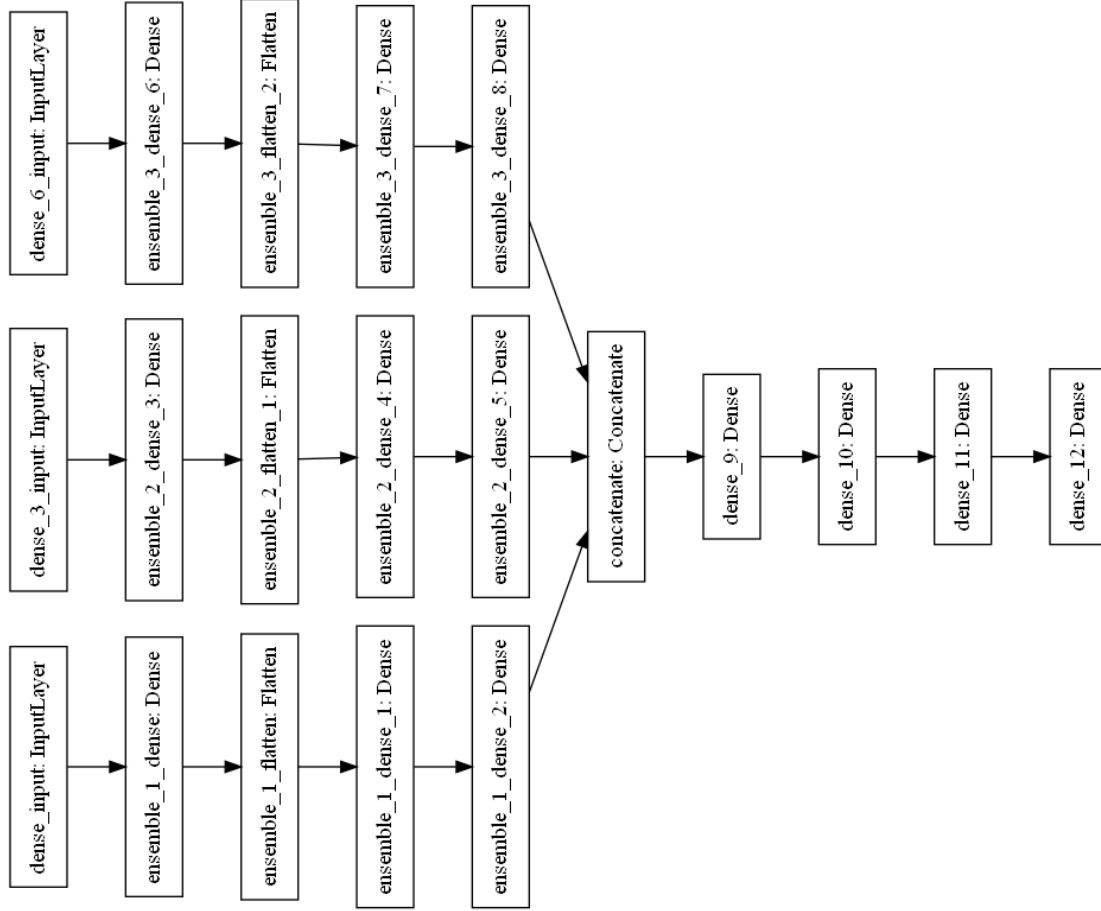 dense_input: InputLayer
dense_3_input: InputLayer
dense_6_input: InputLayer
ensemble_1_dense: Dense
ensemble_2_dense_3: Dense
ensemble_3_dense_6: Dense
ensemble_1_flatten: Flatten
ensemble_2_flatten_1: Flatten
ensemble_3_flatten_2: Flatten
ensemble_1_dense_1: Dense
ensemble_2_dense_4: Dense
ensemble_3_dense_7: Dense
ensemble_1_dense_2: Dense
ensemble_2_dense_5: Dense
ensemble_3_dense_8: Dense
concatenate: Concatenate
dense_9: Dense
dense_10: Dense
dense_11: Dense
dense_12: Dense